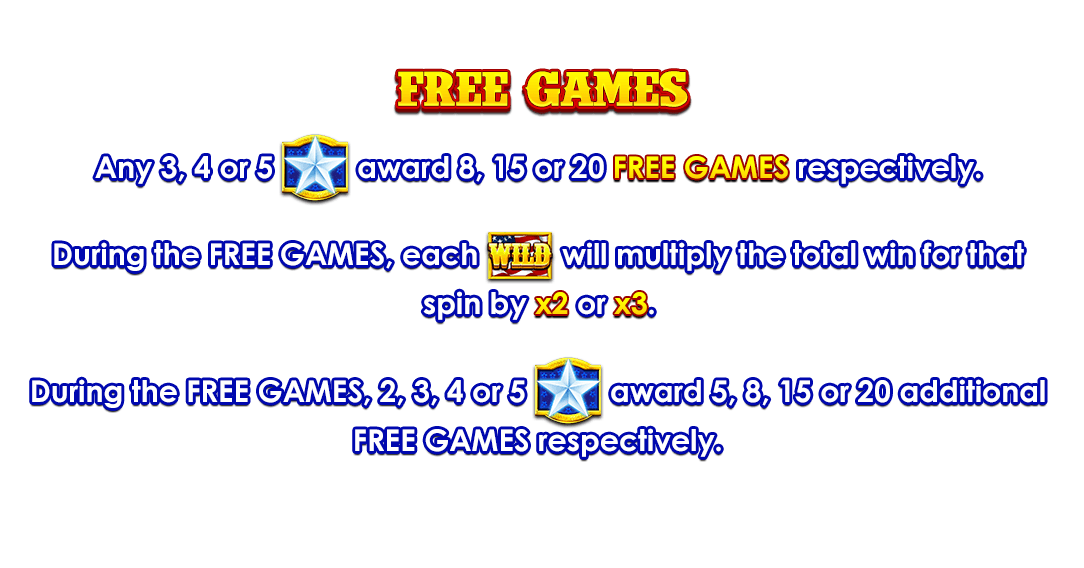 FREE GAMES
Any 3, 4 or 5 award 8, 15 or 20 FREE GAMES respectively.
During the FREE GAMES, each WILD will multiply the total win for that
spin by x2 or x3.
During the FREE GAMES, 2, 3, 4 or 5 award 5, 8, 15 or 20 additional
FREE GAMES respectively.